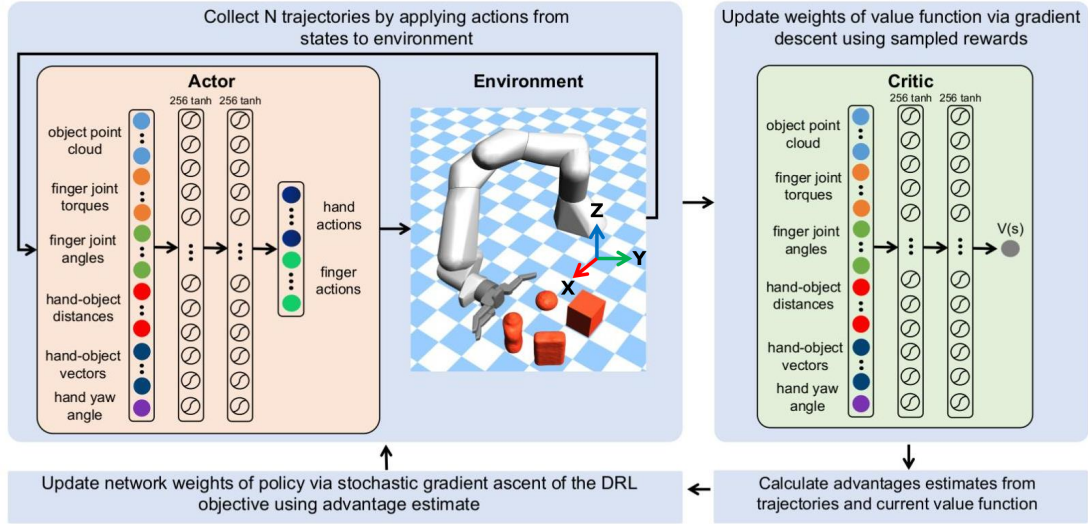 Collect N trajectories by applying actions from
states to environment
Actor
256 tanh 256 tanh
object point
cloud
finger joint
torques
finger joint
angles
hand-object
distances
hand-object
vectors
hand yaw
angle
hand
actions
finger
actions
Environment
Z
Y
X
Update weights of value function via gradient
descent using sampled rewards
Critic
256 tanh 256 tanh
object point
cloud
finger joint
torques
finger joint
angles
hand-object
distances
hand-object
vectors
hand yaw
angle
V(s)
Update network weights of policy via stochastic gradient ascent of the DRL
objective using advantage estimate
Calculate advantages estimates from
trajectories and current value function